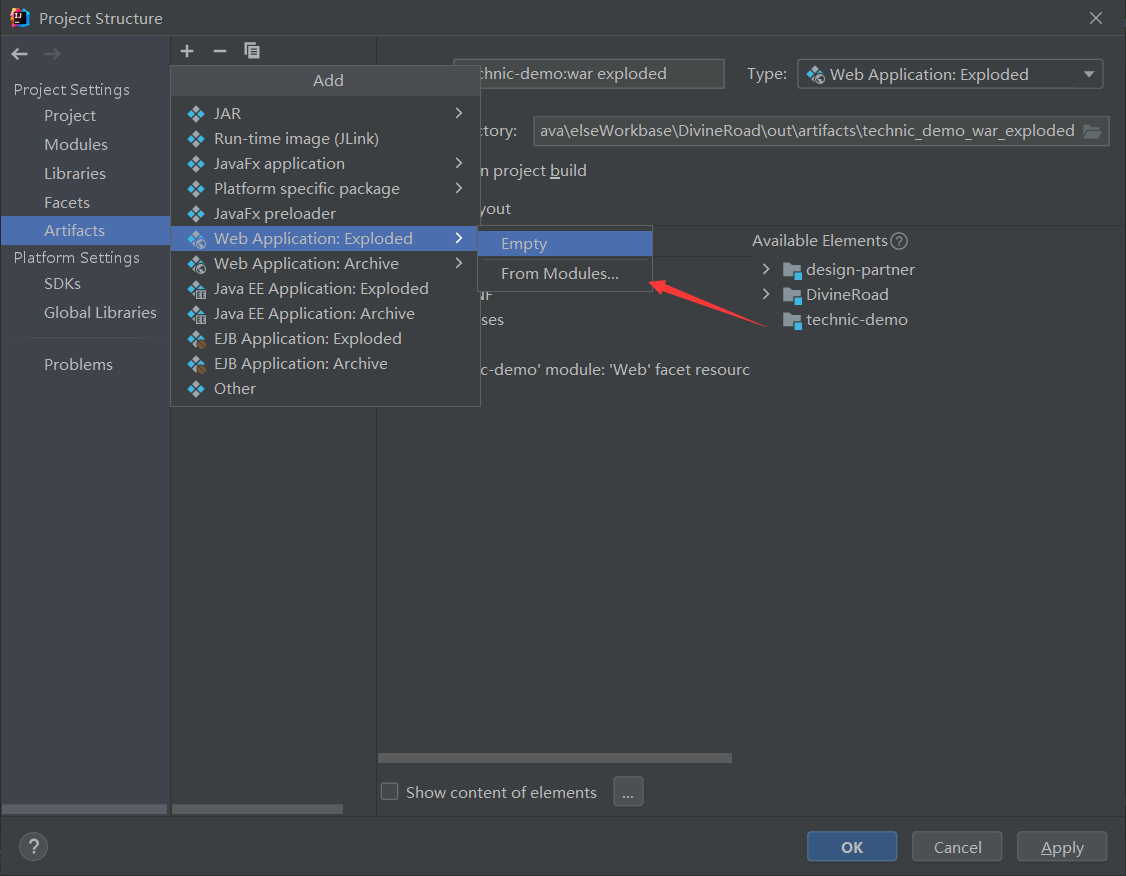 Project Structure
Project Settings
Project
Modules
Libraries
Facets
Artifacts
Platform Settings
SDKs
Global Libraries
Problems
Add
JAR
Run-time image (JLink)
JavaFx application
Platform specific package
JavaFx preloader
Web Application: Exploded
Web Application: Archive
Java EE Application: Exploded
Java EE Application: Archive
EJB Application: Exploded
EJB Application: Archive
Other
Empty
From Modules...
chnic-demo:war exploded
Type: Web Application: Exploded
ctory: ava\elseWorkbase\DivineRoad\out\artifacts\technic_demo_war_exploded
n project build
yout
NF
ses
c-demo' module: 'Web' facet resourc
Available Elements ?
design-partner
DivineRoad
technic-demo
Show content of elements ...
? OK Cancel Apply